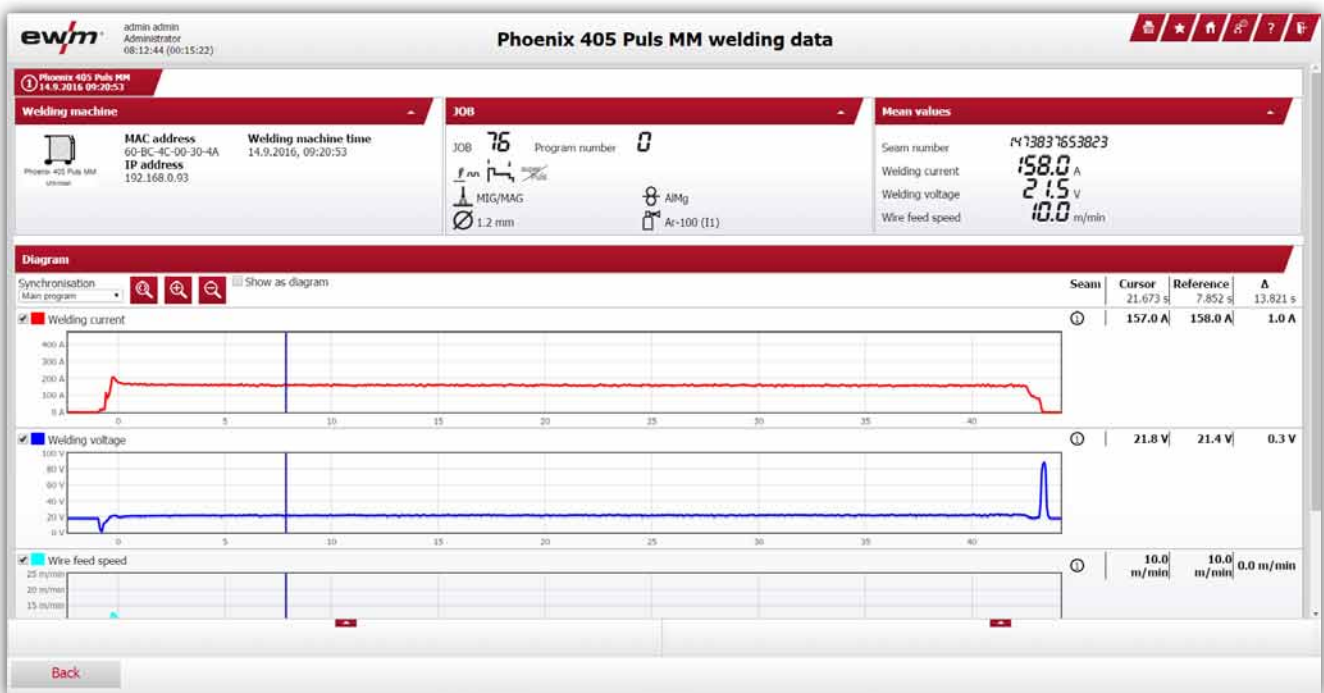 ewm
admin admin
Administrator
08:12:44 (00:15:22)
Phoenix 405 Puls MM welding data
?
1 Phoenix 405 Puls MM
14.9.2016 09:20:53
Welding machine
MAC address
60-BC-4C-00-30-4A
IP address
192.168.0.93
Welding machine time
14.9.2016, 09:20:53
Phoenix 405 Puls MM
Unknown
JOB
JOB 76 Program number 0
super Puls
MIG/MAG AlMg
1.2 mm Ar-100 (I1)
Mean values
Seam number 1473837653823
Welding current 158.0 A
Welding voltage 21.5 V
Wire feed speed 10.0 m/min
Diagram
Synchronisation
Main program
Show as diagram
Seam Cursor Reference Δ
21.673 s 7.852 s 13.821 s
Welding current
1 157.0 A 158.0 A 1.0 A
400 A
300 A
200 A
100 A
0 A
0 5 10 15 20 25 30 35 40
Welding voltage
1 21.8 V 21.4 V 0.3 V
100 V
80 V
60 V
40 V
20 V
0 V
0 5 10 15 20 25 30 35 40
Wire feed speed
1 10.0 m/min 10.0 m/min 0.0 m/min
25 m/min
20 m/min
15 m/min
Back